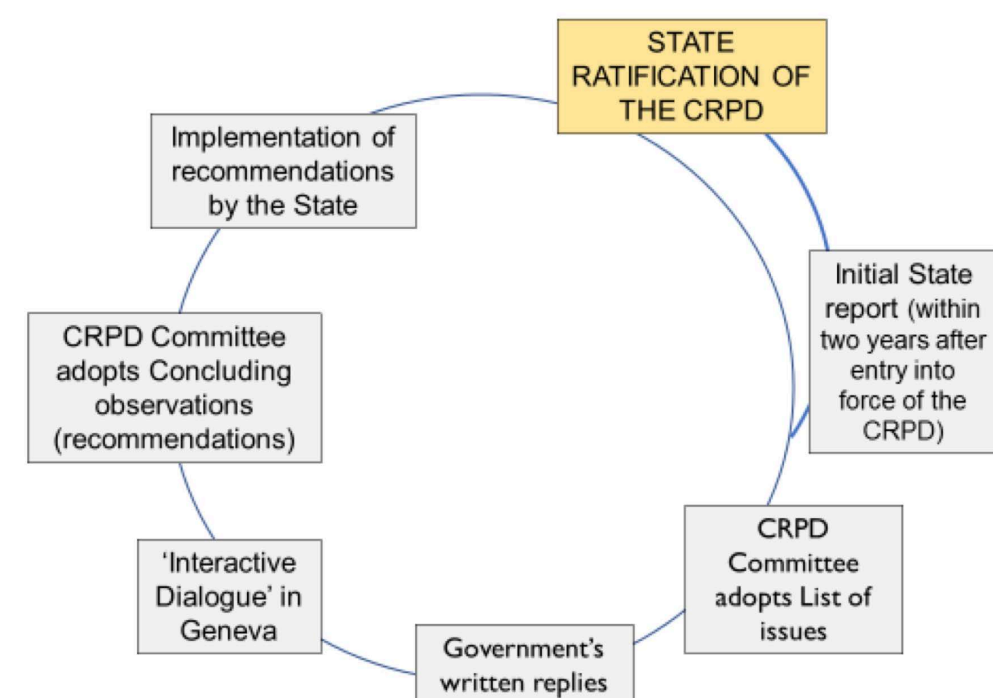 STATE
RATIFICATION OF
THE CRPD
Initial State
report (within
two years after
entry into
force of the
CRPD)
CRPD
Committee
adopts List of
issues
Government’s
written replies
‘Interactive
Dialogue’ in
Geneva
CRPD Committee
adopts Concluding
observations
(recommendations)
Implementation of
recommendations
by the State